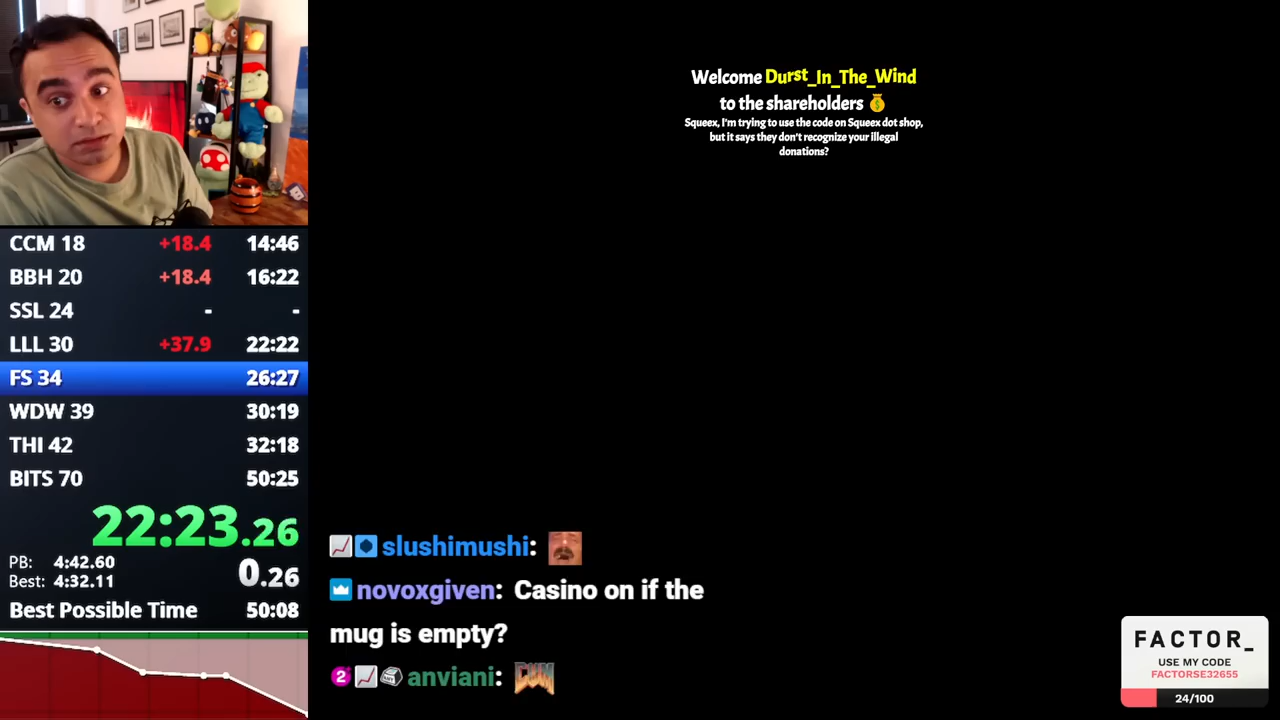 Welcome Durst_In_The_Wind
to the shareholders
Squeex, I'm trying to use the code on Squeex dot shop,
but it says they don't recognize your illegal
donations?
CCM 18 +18.4 14:46
BBH 20 +18.4 16:22
SSL 24 - -
LLL 30 +37.9 22:22
FS 34 26:27
WDW 39 30:19
THI 42 32:18
BITS 70 50:25
22:23.26
PB: 4:42.60
Best: 4:32.11
0.26
Best Possible Time 50:08
slushimushi:
novoxgiven: Casino on if the
mug is empty?
2 anviani: CUM
FACTOR_
USE MY CODE
FACTORSE32655
24/100